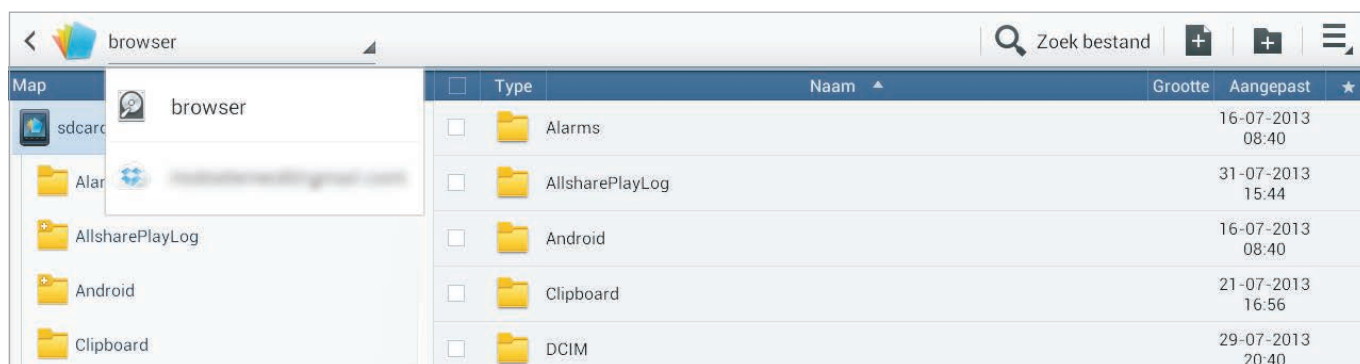 browser
Zoek bestand
Map
Type
Naam
Grootte
Aangepast
browser
sdcard
Alar
AllsharePlayLog
Android
Clipboard
Alarms
16-07-2013
08:40
AllsharePlayLog
31-07-2013
15:44
Android
16-07-2013
08:40
Clipboard
21-07-2013
16:56
DCIM
29-07-2013
20:40